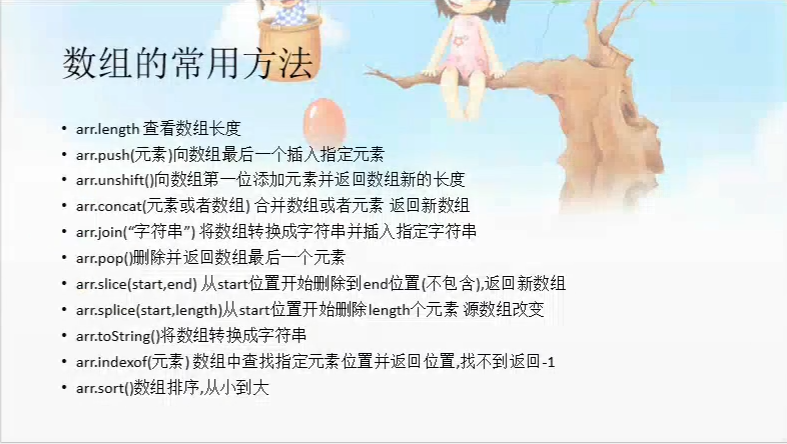 数组的常用方法
• arr.length 查看数组长度
• arr.push(元素)向数组最后一个插入指定元素
• arr.unshift()向数组第一位添加元素并返回数组新的长度
• arr.concat(元素或者数组) 合并数组或者元素 返回新数组
• arr.join(“字符串”) 将数组转换成字符串并插入指定字符串
• arr.pop()删除并返回数组最后一个元素
• arr.slice(start,end) 从start位置开始删除到end位置(不包含),返回新数组
• arr.splice(start,length)从start位置开始删除length个元素 源数组改变
• arr.toString()将数组转换成字符串
• arr.indexof(元素) 数组中查找指定元素位置并返回位置,找不到返回-1
• arr.sort()数组排序,从小到大